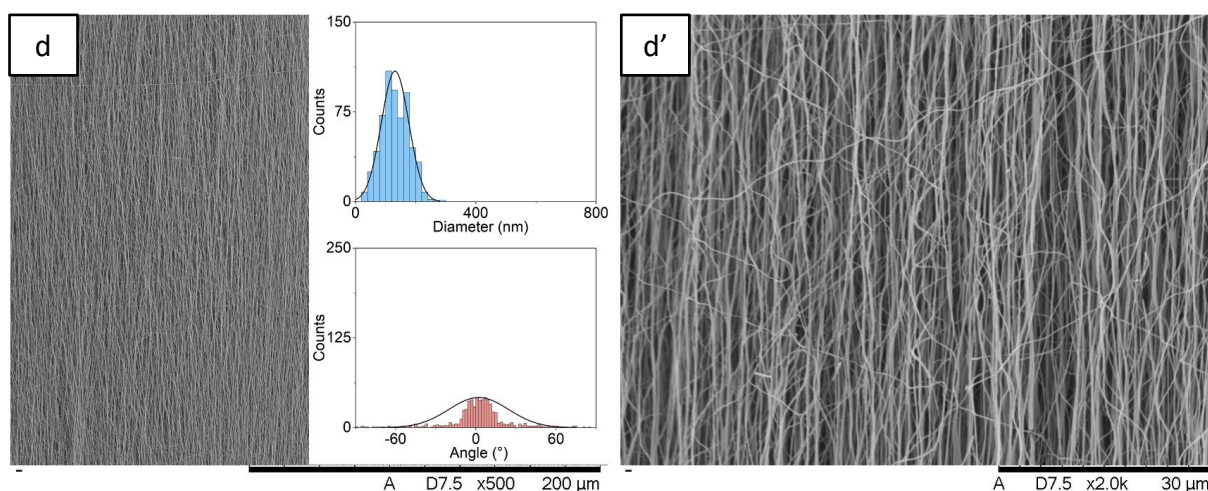 d
150
75
0
Counts
0
400
800
Diameter (nm)
250
125
0
Counts
-60
0
60
Angle (°)
A D7.5 x500 200 μm
d’
A D7.5 x2.0k 30 μm